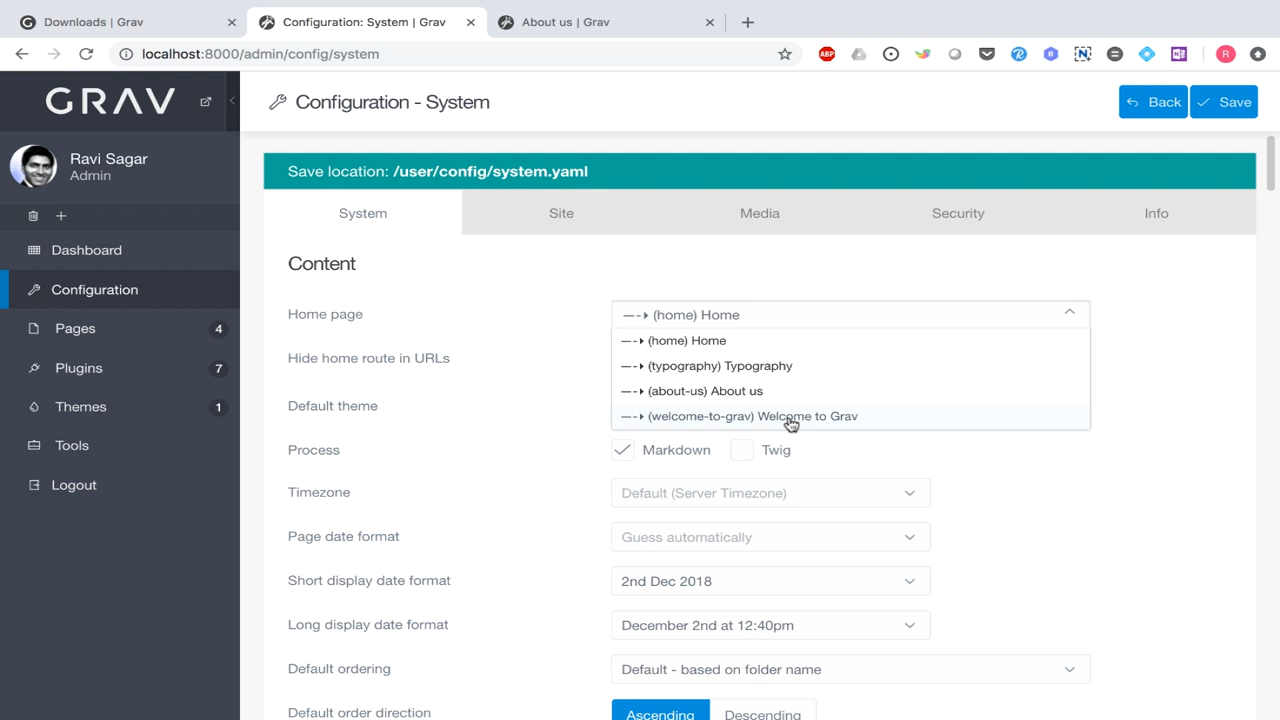 Downloads | Grav
Configuration: System | Grav
About us | Grav
localhost:8000/admin/config/system
ABP
R
GRAV
Configuration - System
Back
Save
Ravi Sagar
Admin
Save location: /user/config/system.yaml
System
Site
Media
Security
Info
Dashboard
Configuration
Pages
4
Plugins
7
Themes
1
Tools
Logout
Content
Home page
(home) Home
(home) Home
(typography) Typography
(about-us) About us
(welcome-to-grav) Welcome to Grav
Hide home route in URLs
Default theme
Process
Markdown
Twig
Timezone
Default (Server Timezone)
Page date format
Guess automatically
Short display date format
2nd Dec 2018
Long display date format
December 2nd at 12:40pm
Default ordering
Default - based on folder name
Default order direction
Ascending
Descending